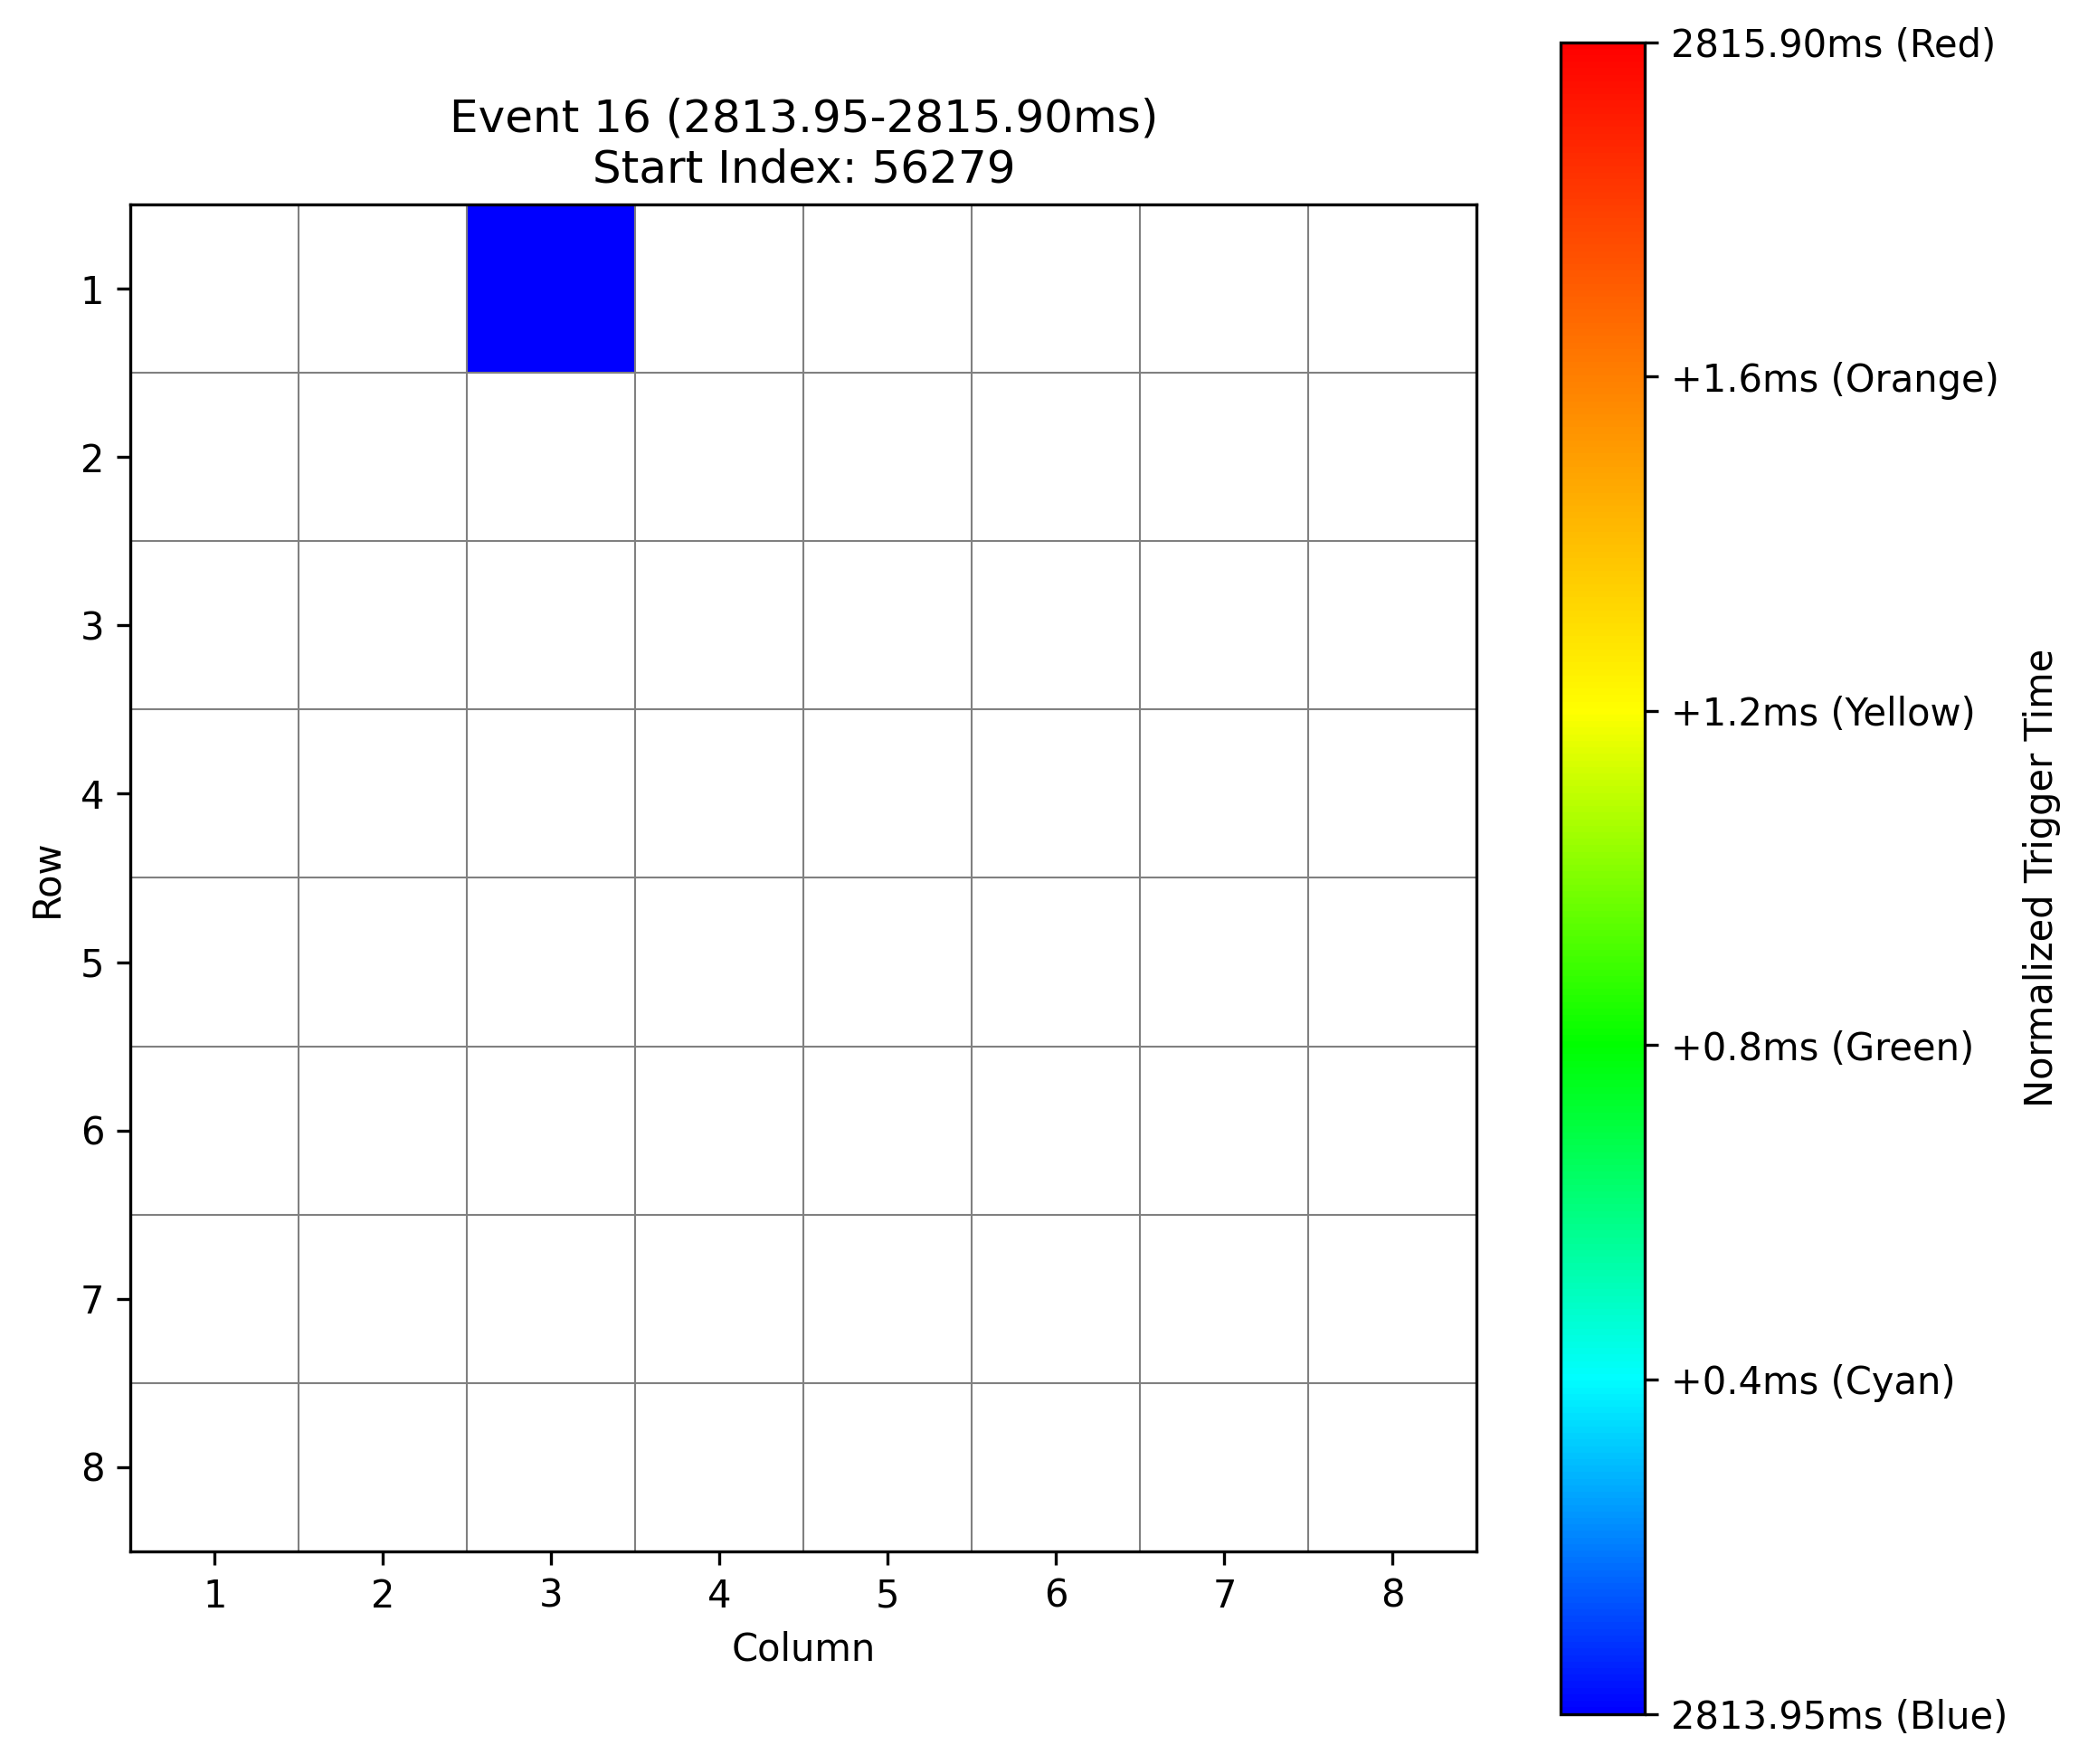 Event 16 (2813.95-2815.90ms)
Start Index: 56279
Row
1
2
3
4
5
6
7
8
1 2 3 4 5 6 7 8
Column
2815.90ms (Red)
+1.6ms (Orange)
+1.2ms (Yellow)
+0.8ms (Green)
+0.4ms (Cyan)
2813.95ms (Blue)
Normalized Trigger Time